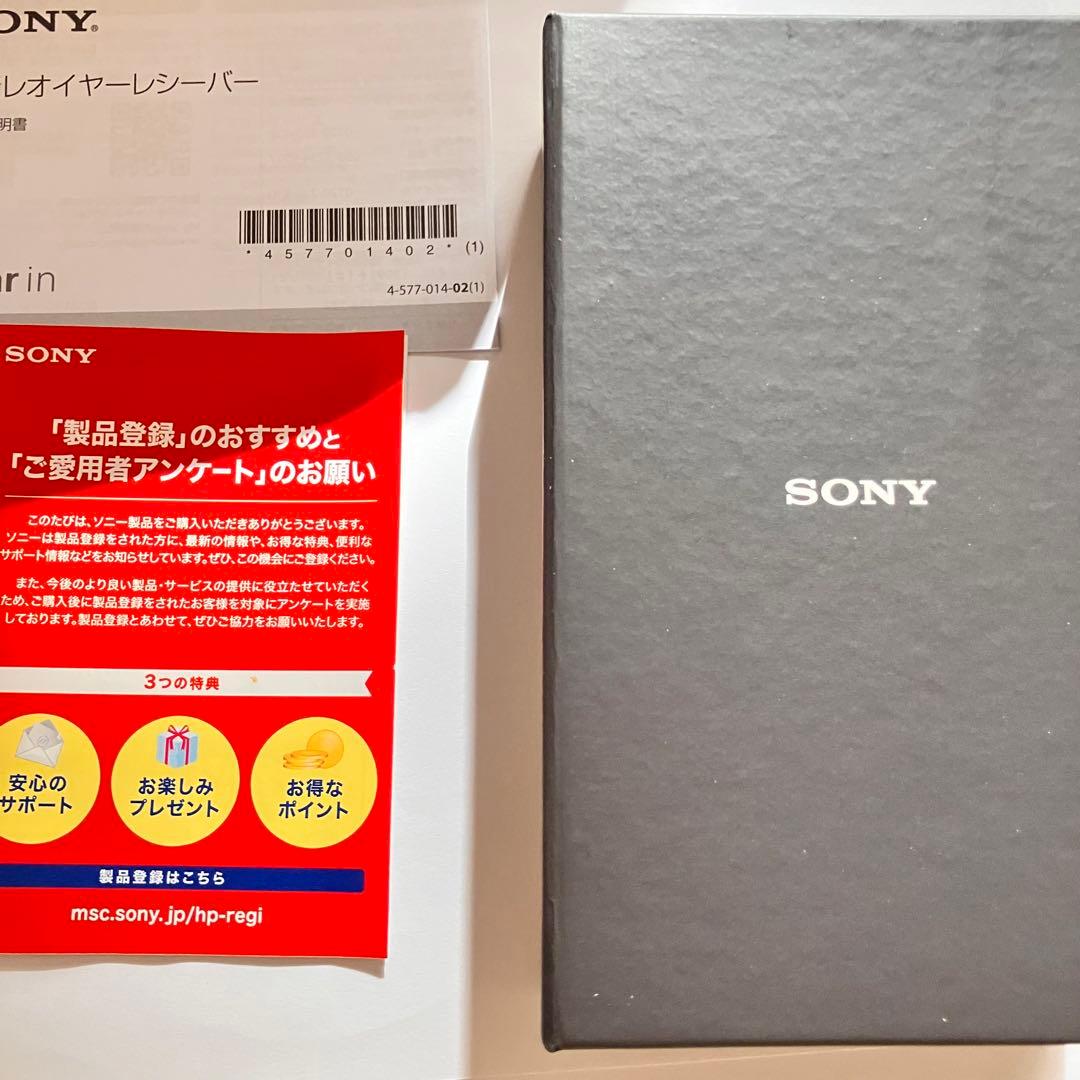 ONY®
レオイヤーレシーバー
明書
*457701402* (1)
r in
4-577-014-02(1)
SONY
「製品登録」のおすすめと
「ご愛用者アンケート」のお願い
このたびは、ソニー製品をご購入いただきありがとうございます。
ソニーは製品登録をされた方に、最新の情報や、お得な特典、便利な
サポート情報などをお知らせしています。ぜひ、この機会にご登録ください。
また、今後のより良い製品・サービスの提供に役立たせていただく
ため、ご購入後に製品登録をされたお客様を対象にアンケートを実施
しております。製品登録とあわせて、ぜひご協力をお願いいたします。
3つの特典
安心の
サポート
お楽しみ
プレゼント
お得な
ポイント
製品登録はこちら
msc.sony.jp/hp-regi
SONY